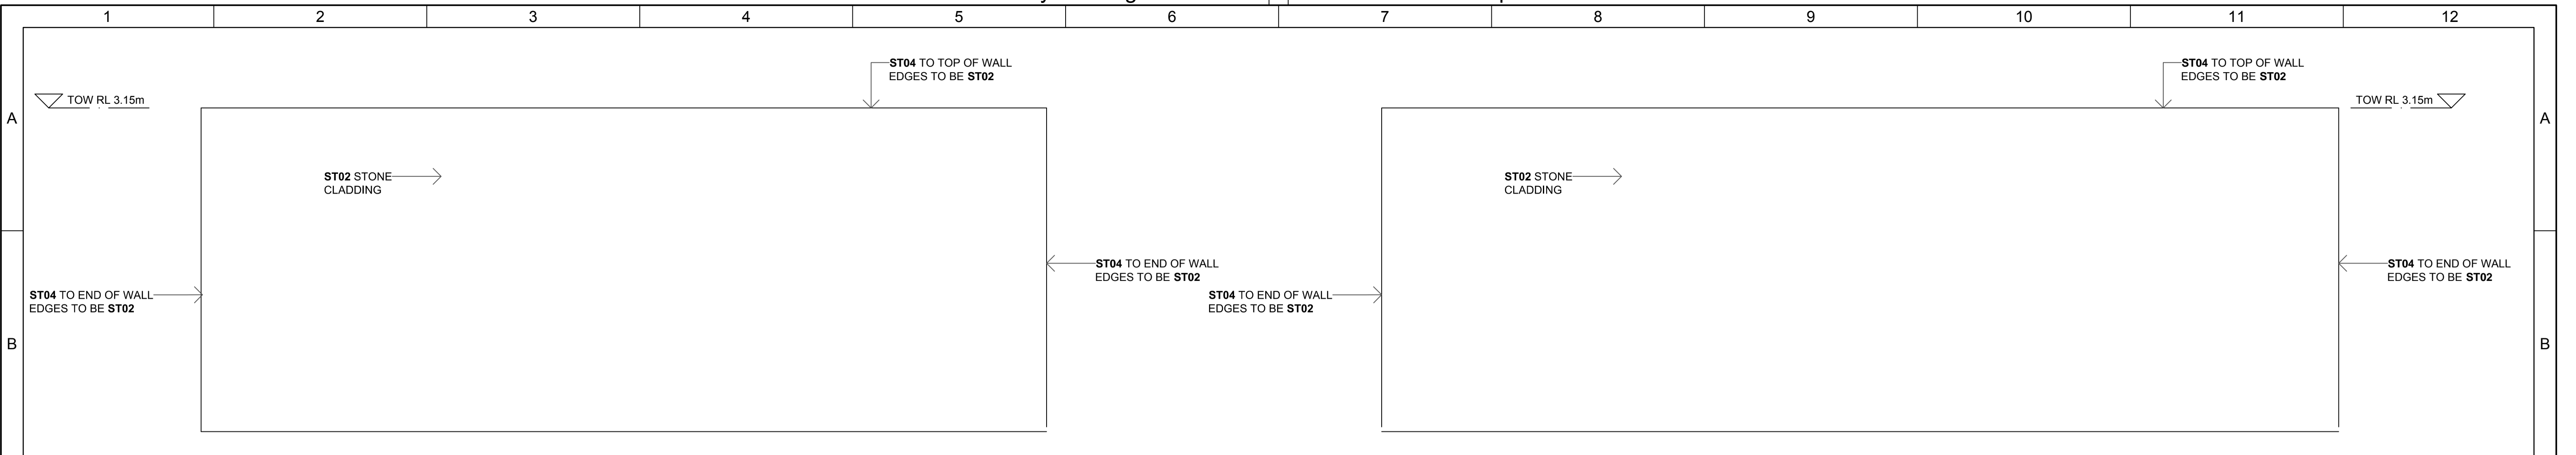 1 2 3 4 5 6 7 8 9 10 11 12
ST04 TO TOP OF WALL
EDGES TO BE ST02
ST04 TO TOP OF WALL
EDGES TO BE ST02
TOW RL 3.15m
TOW RL 3.15m
A
A
ST02 STONE
CLADDING
ST02 STONE
CLADDING
ST04 TO END OF WALL
EDGES TO BE ST02
ST04 TO END OF WALL
EDGES TO BE ST02
ST04 TO END OF WALL
EDGES TO BE ST02
ST04 TO END OF WALL
EDGES TO BE ST02
B
B